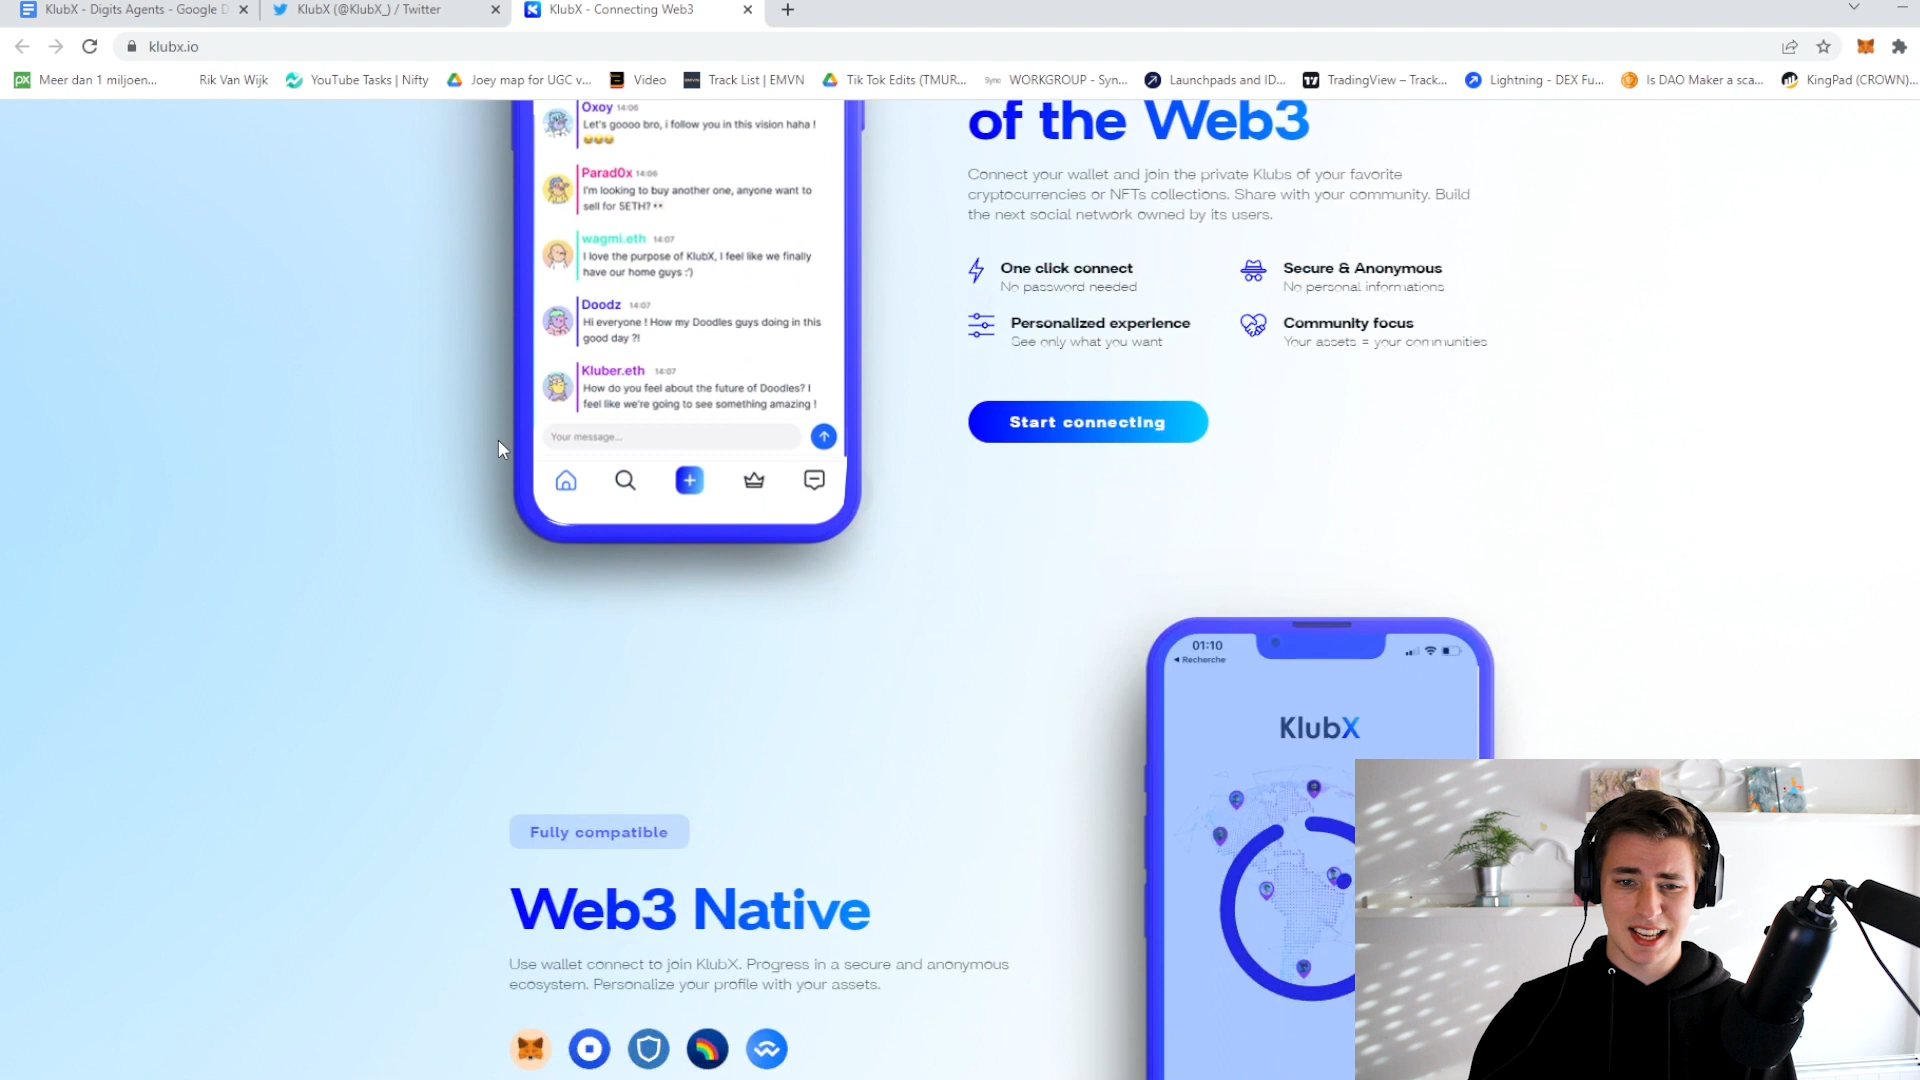 KlubX - Digits Agents - Google D
KlubX (@KlubX_) / Twitter
KlubX - Connecting Web3
klubx.io
Meer dan 1 miljoen...
Rik Van Wijk
YouTube Tasks | Nifty
Joey map for UGC v...
Video
Track List | EMVN
Tik Tok Edits (TMUR...
WORKGROUP - Syn...
Launchpads and ID...
TradingView – Track...
Lightning - DEX Fu...
Is DAO Maker a sca...
KingPad (CROWN)...
Oxoy 14:06
Let's goooo bro, i follow you in this vision haha !
Parad0x 14:06
I'm looking to buy another one, anyone want to
sell for 5ETH?
wagmi.eth 14:07
I love the purpose of KlubX, I feel like we finally
have our home guys :')
Doodz 14:07
Hi everyone ! How my Doodles guys doing in this
good day ?!
Kluber.eth 14:07
How do you feel about the future of Doodles? I
feel like we're going to see something amazing !
Your message...
of the Web3
Connect your wallet and join the private Klubs of your favorite
cryptocurrencies or NFTs collections. Share with your community. Build
the next social network owned by its users.
One click connect
No password needed
Secure & Anonymous
No personal informations
Personalized experience
See only what you want
Community focus
Your assets = your communities
Start connecting
01:10
Recherche
KlubX
Fully compatible
Web3 Native
Use wallet connect to join KlubX. Progress in a secure and anonymous
ecosystem. Personalize your profile with your assets.